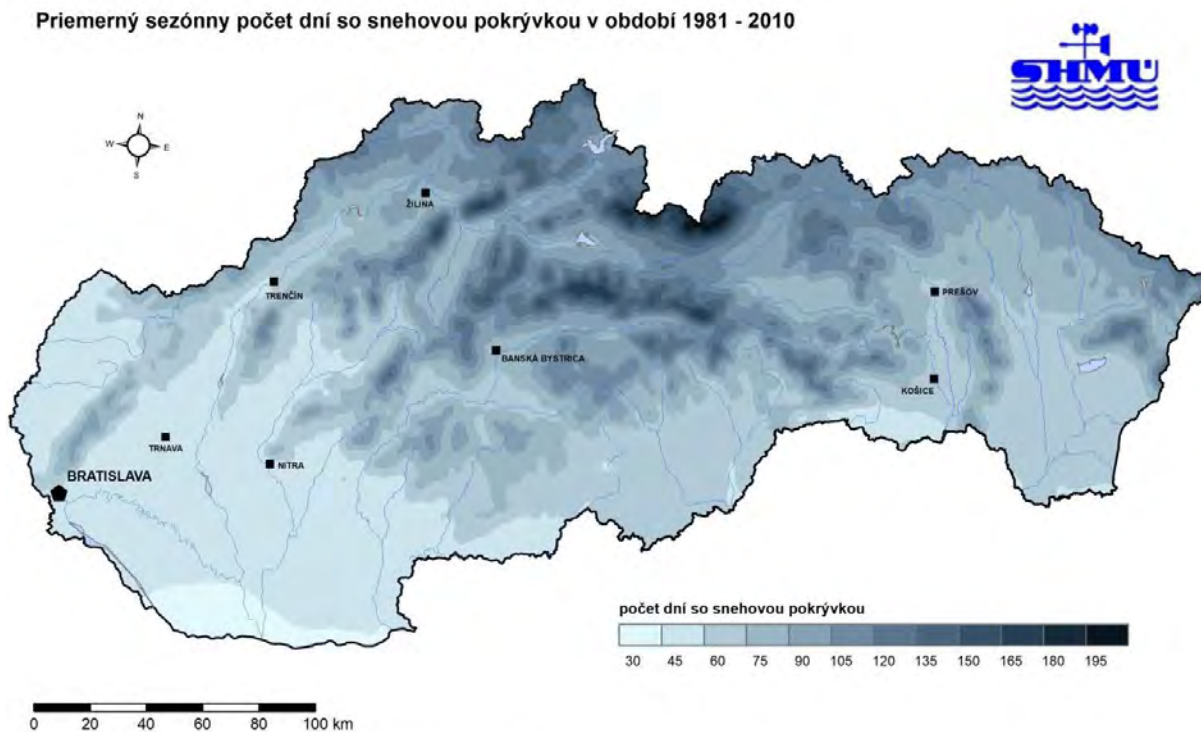 Priemerný sezónny počet dní so snehovou pokrývkou v období 1981 - 2010
SHMÚ
N
W E
S
ŽILINA
TRENČÍN
PREŠOV
BANSKÁ BYSTRICA
KOŠICE
TRNAVA
NITRA
BRATISLAVA
počet dní so snehovou pokrývkou
30 45 60 75 90 105 120 135 150 165 180 195
0 20 40 60 80 100 km